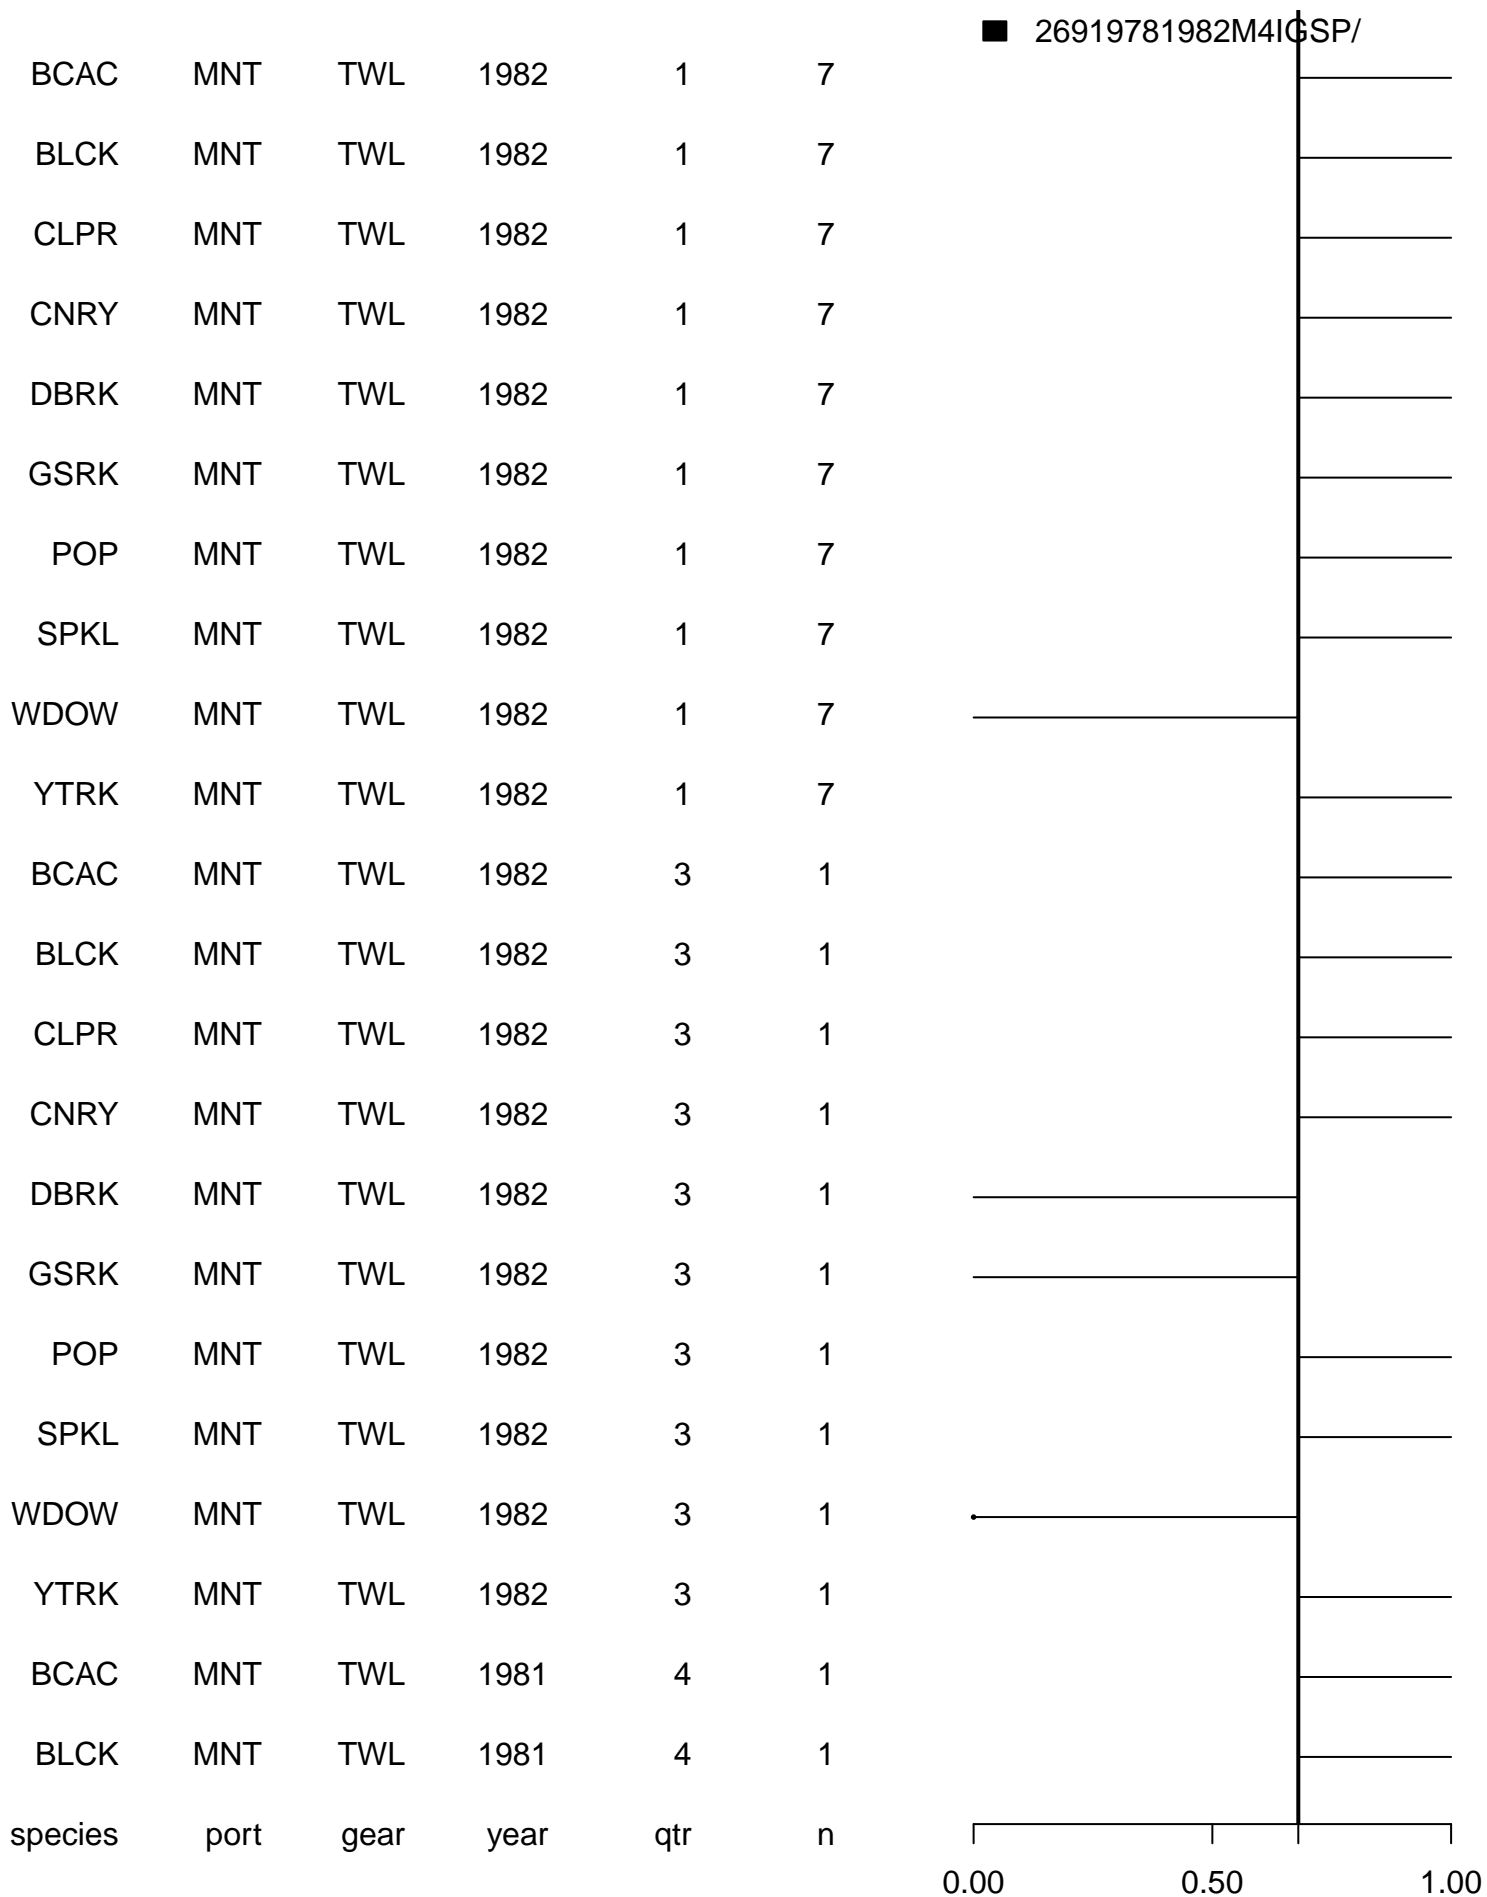 26919781982M4IGSP/
BCAC MNT TWL 1982 1 7
BLCK MNT TWL 1982 1 7
CLPR MNT TWL 1982 1 7
CNRY MNT TWL 1982 1 7
DBRK MNT TWL 1982 1 7
GSRK MNT TWL 1982 1 7
POP MNT TWL 1982 1 7
SPKL MNT TWL 1982 1 7
WDOW MNT TWL 1982 1 7
YTRK MNT TWL 1982 1 7
BCAC MNT TWL 1982 3 1
BLCK MNT TWL 1982 3 1
CLPR MNT TWL 1982 3 1
CNRY MNT TWL 1982 3 1
DBRK MNT TWL 1982 3 1
GSRK MNT TWL 1982 3 1
POP MNT TWL 1982 3 1
SPKL MNT TWL 1982 3 1
WDOW MNT TWL 1982 3 1
YTRK MNT TWL 1982 3 1
BCAC MNT TWL 1981 4 1
BLCK MNT TWL 1981 4 1
species port gear year qtr n
0.00 0.50 1.00